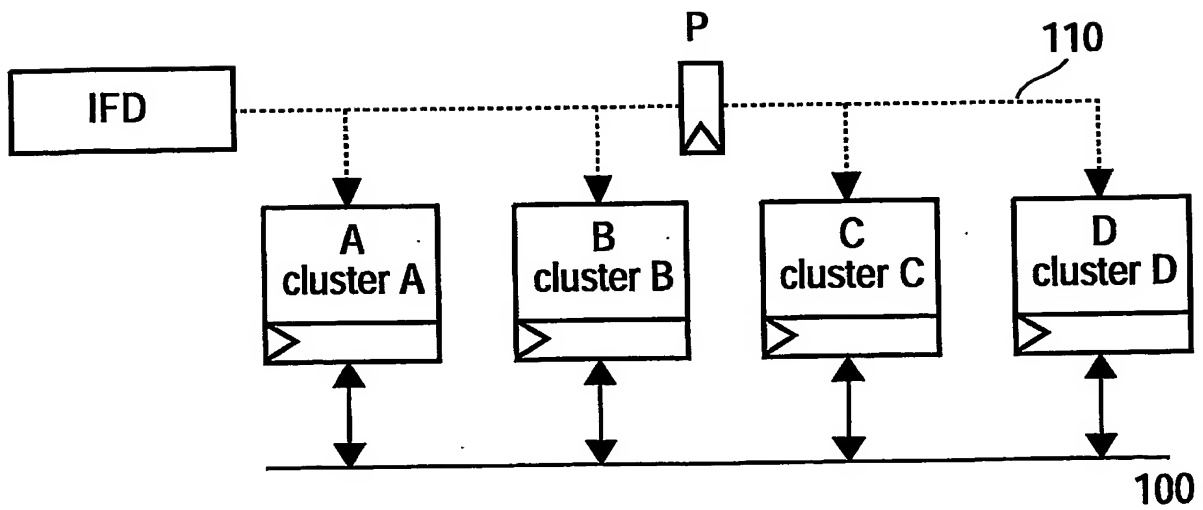 P
110
IFD
A
cluster A
B
cluster B
C
cluster C
D
cluster D
100